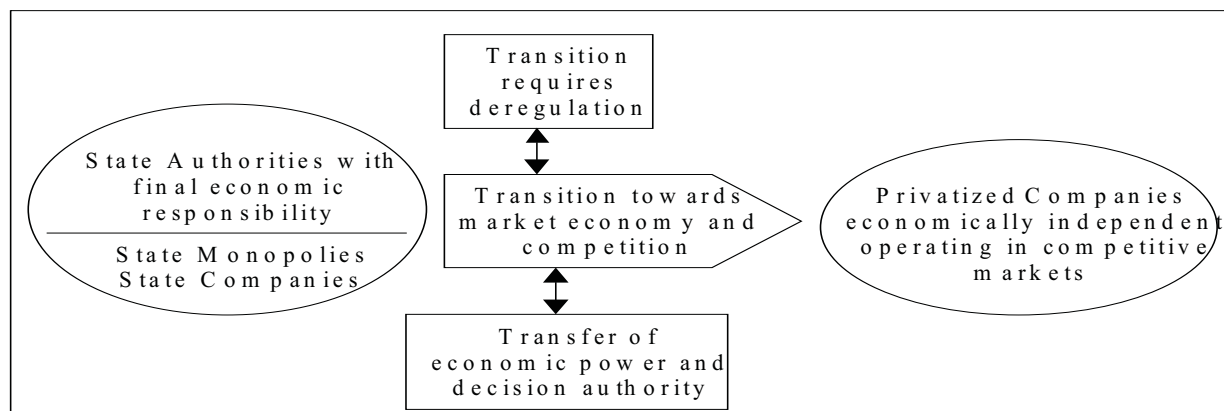 Transition
requires
deregulation
State Authorities with
final economic
responsibility
State Monopolies
State Companies
Transition towards
market economy and
competition
Privatized Companies
economically independent
operating in competitive
markets
Transfer of
economic power and
decision authority